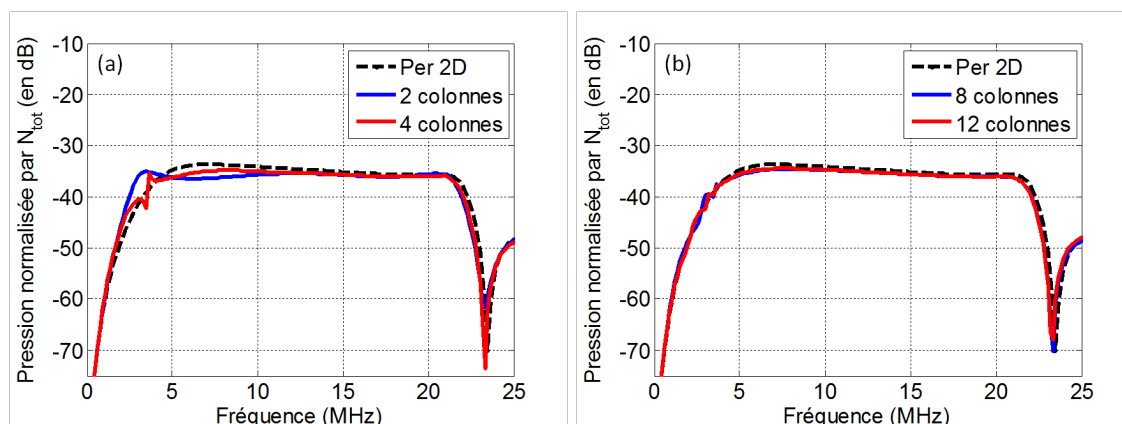 Pression normalisée par N_tot (en dB)
-10
-20
-30
-40
-50
-60
-70
(a)
Per 2D
2 colonnes
4 colonnes
0
5
10
15
20
25
Fréquence (MHz)
Pression normalisée par N_tot (en dB)
-10
-20
-30
-40
-50
-60
-70
(b)
Per 2D
8 colonnes
12 colonnes
0
5
10
15
20
25
Fréquence (MHz)